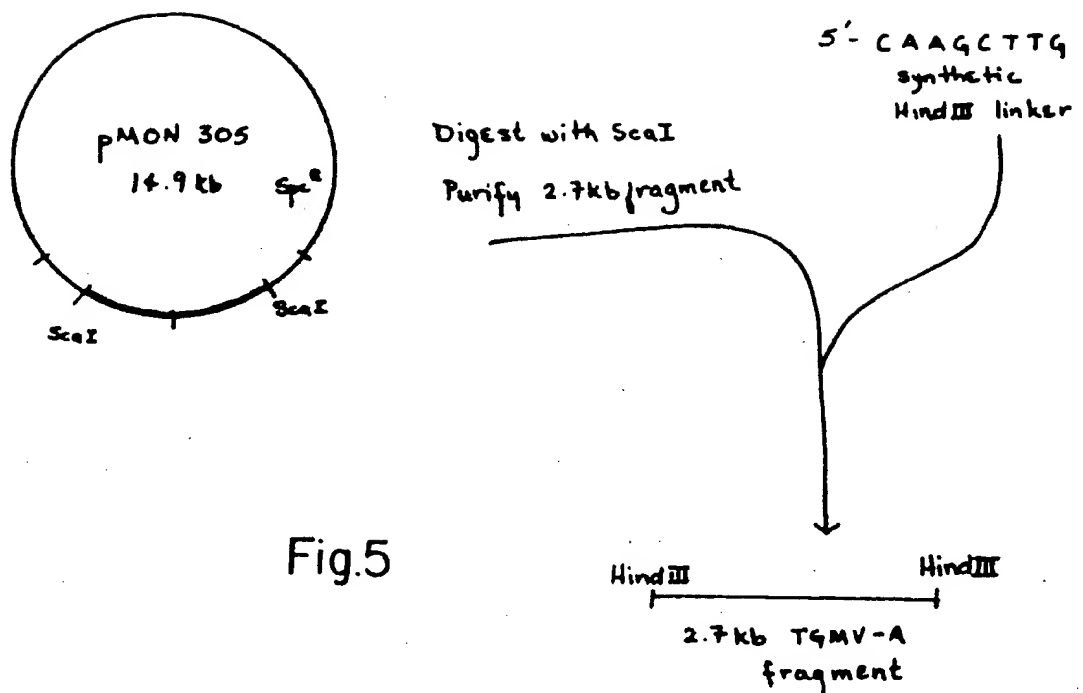 5'- CAAGCTTG
synthetic
HindIII linker
pMON 305
14.9 kb
Spc R
Digest with ScaI
Purify 2.7kb fragment
ScaI
ScaI
Fig.5
HindIII
HindIII
2.7kb TGMV-A
fragment